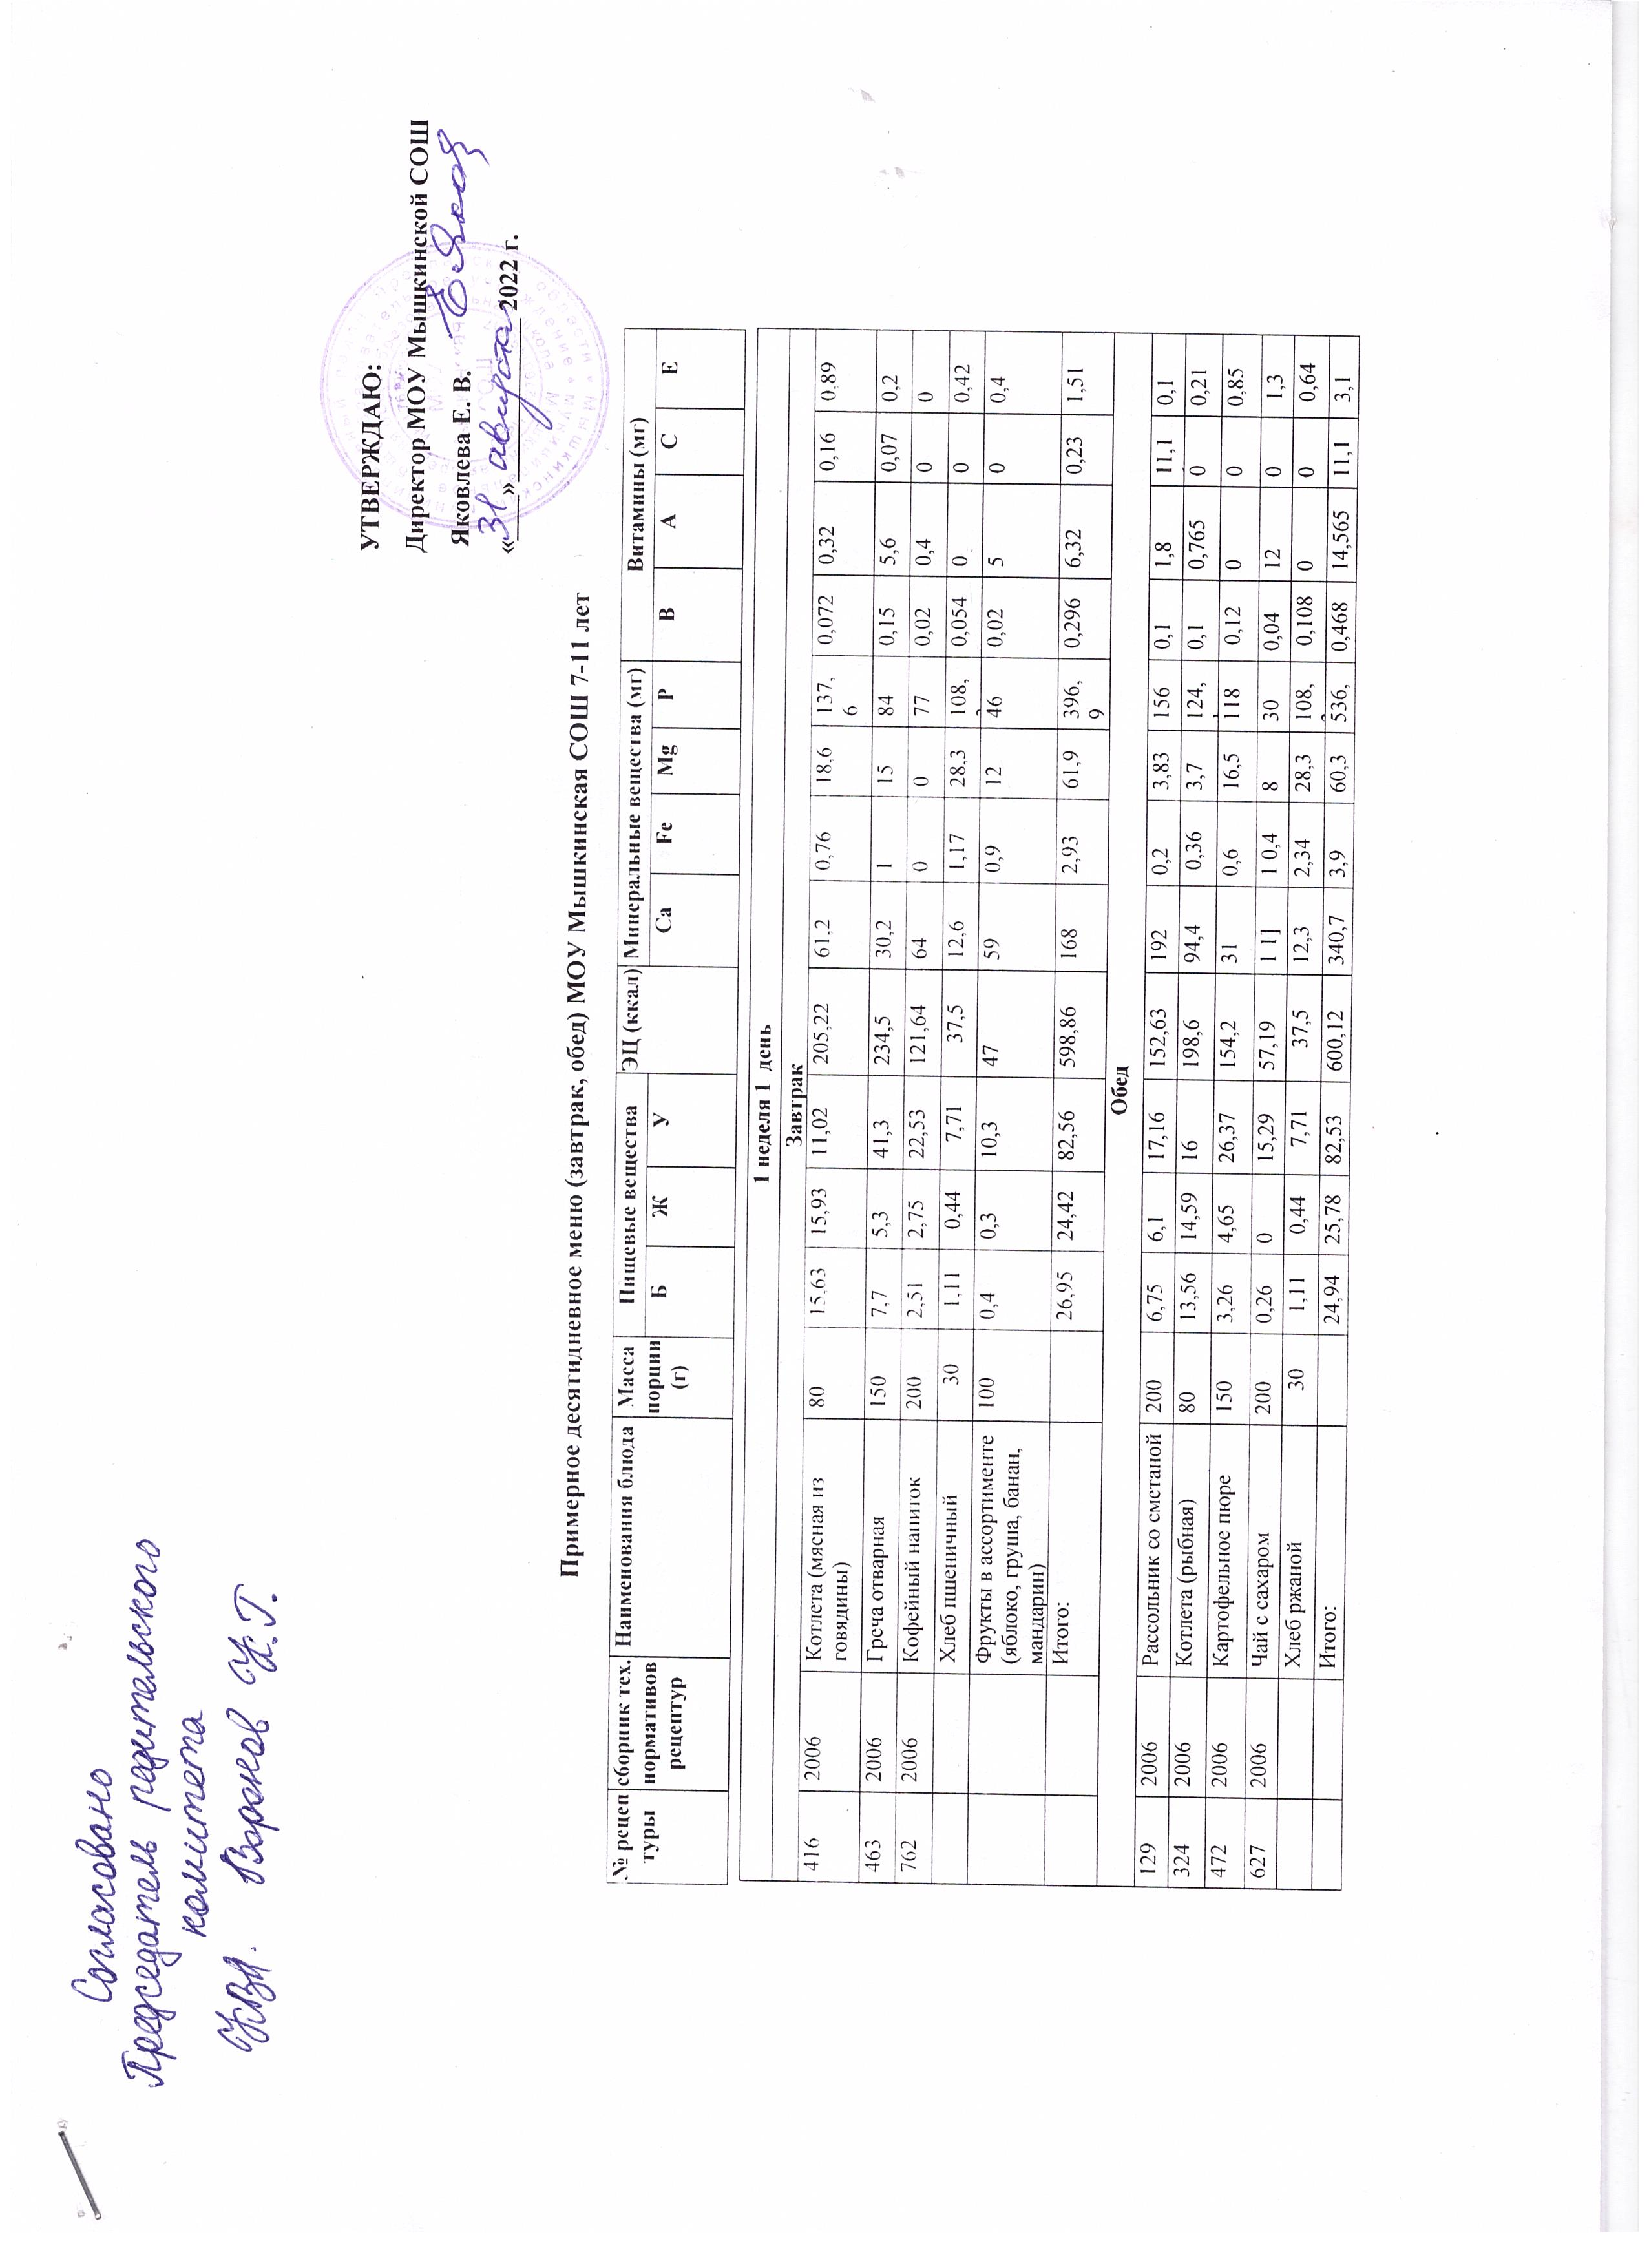 Согласовано
Председатель родительского
комитета
Воронов
УТВЕРЖДАЮ:
Директор МОУ Мышкинской СОШ
Яковлева Е. В.
«31» августа 2022 г.
Примерное десятидневное меню (завтрак, обед) МОУ Мышкинская СОШ 7-11 лет
№ рецеп туры | сборник тех. нормативов рецептур | Наименования блюда | Масса порции (г) | Пищевые вещества | ЭЦ (ккал) | Минеральные вещества (мг) | Витамины (мг)
Б | Ж | У | Ca | Fe | Mg | P | B | A | C | E
1 неделя 1 день
Завтрак
416 | 2006 | Котлета (мясная из говядины) | 80 | 15,63 | 15,93 | 11,02 | 205,22 | 61,2 | 0,76 | 18,6 | 137,6 | 0,072 | 0,32 | 0,16 | 0,89
463 | 2006 | Греча отварная | 150 | 7,7 | 5,3 | 41,3 | 234,5 | 30,2 | 1 | 15 | 84 | 0,15 | 5,6 | 0,07 | 0,2
762 | 2006 | Кофейный напиток | 200 | 2,51 | 2,75 | 22,53 | 121,64 | 64 | 0 | 0 | 77 | 0,02 | 0,4 | 0 | 0
Хлеб пшеничный | 30 | 1,11 | 0,44 | 7,71 | 37,5 | 12,6 | 1,17 | 28,3 | 108, | 0,054 | 0 | 0 | 0,42
Фрукты в ассортименте (яблоко, груша, банан, мандарин) | 100 | 0,4 | 0,3 | 10,3 | 47 | 59 | 0,9 | 12 | 46 | 0,02 | 5 | 0 | 0,4
Итого: | 26,95 | 24,42 | 82,56 | 598,86 | 168 | 2,93 | 61,9 | 396,9 | 0,296 | 6,32 | 0,23 | 1,51
Обед
129 | 2006 | Рассольник со сметаной | 200 | 6,75 | 6,1 | 17,16 | 152,63 | 192 | 0,2 | 3,83 | 156 | 0,1 | 1,8 | 11,1 | 0,1
324 | 2006 | Котлета (рыбная) | 80 | 13,56 | 14,59 | 16 | 198,6 | 94,4 | 0,36 | 3,7 | 124, | 0,1 | 0,765 | 0 | 0,21
472 | 2006 | Картофельное пюре | 150 | 3,26 | 4,65 | 26,37 | 154,2 | 31 | 0,6 | 16,5 | 118 | 0,12 | 0 | 0 | 0,85
627 | 2006 | Чай с сахаром | 200 | 0,26 | 0 | 15,29 | 57,19 | 1 1] | 1 0,4 | 8 | 30 | 0,04 | 12 | 0 | 1,3
Хлеб ржаной | 30 | 1,11 | 0,44 | 7,71 | 37,5 | 12,3 | 2,34 | 28,3 | 108, | 0,108 | 0 | 0 | 0,64
Итого: | 24,94 | 25,78 | 82,53 | 600,12 | 340,7 | 3,9 | 60,3 | 536, | 0,468 | 14,565 | 11,1 | 3,1